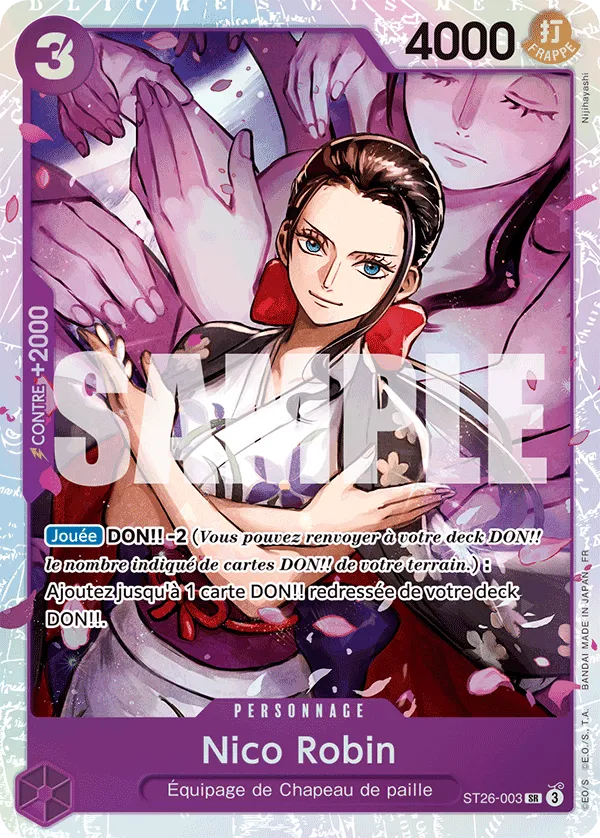 3
4000
打
FRAPPE
Nijihayashi
CONTRE +2000
SAMPLE
Jouée DON!! -2 (Vous pouvez renvoyer à votre deck DON!!
le nombre indiqué de cartes DON!! de votre terrain.) :
Ajoutez jusqu'à 1 carte DON!! redressée de votre deck
DON!!.
PERSONNAGE
Nico Robin
Équipage de Chapeau de paille
ST26-003 SR 3
©E.O./S. ©E.O./S., T.A. BANDAI MADE IN JAPAN FR